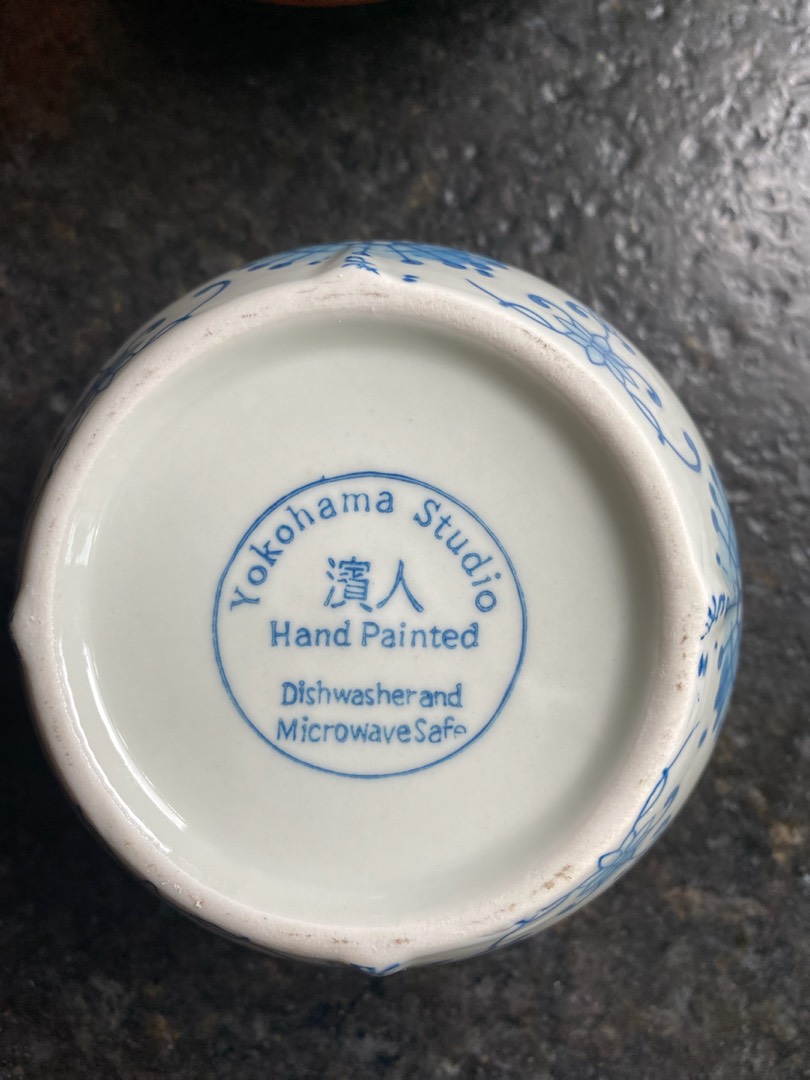 Yokohama Studio
濱人
Hand Painted
Dishwasher and
Microwave Safe